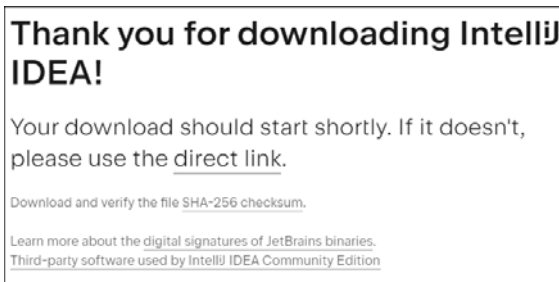 Thank you for downloading IntelliJ
IDEA!
Your download should start shortly. If it doesn't,
please use the direct link.
Download and verify the file SHA-256 checksum.
Learn more about the digital signatures of JetBrains binaries.
Third-party software used by IntelliJ IDEA Community Edition